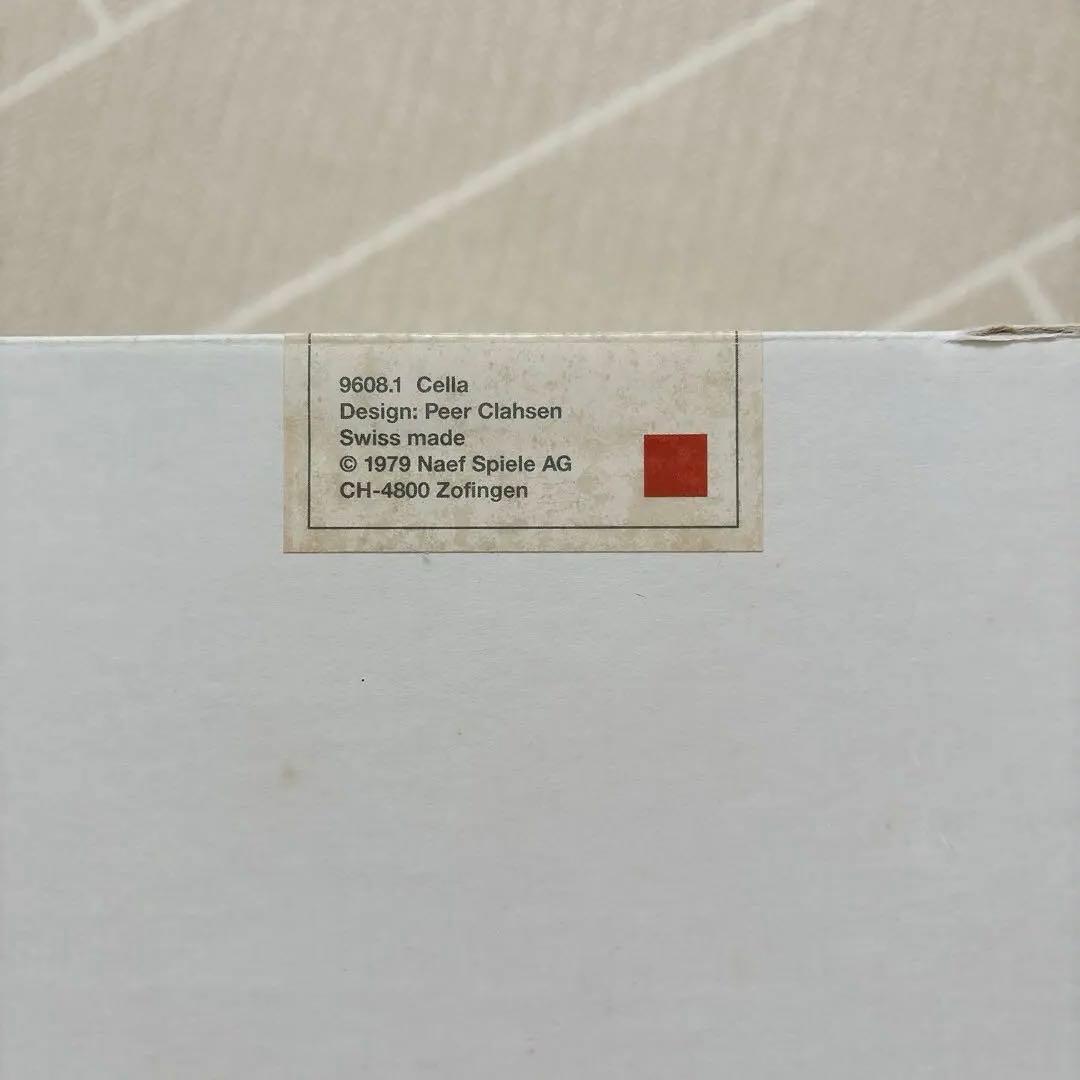 9608.1 Cella
Design: Peer Clahsen
Swiss made
© 1979 Naef Spiele AG
CH-4800 Zofingen